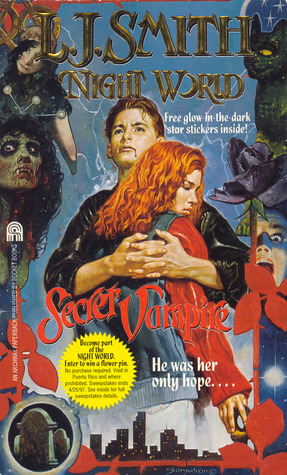 L.J. SMITH
NIGHT WORLD
Free glow-in-the-dark
star stickers inside!
AN ARCHWAY PAPERBACK PUBLISHED BY POCKET BOOKS
Secret Vampire
Become part
of the
NIGHT WORLD.
Enter to win a flower pin.
No purchase required. Void in
Puerto Rico and where
prohibited. Sweepstakes ends
4/25/97. See inside for full
sweepstakes details.
He was her
only hope....